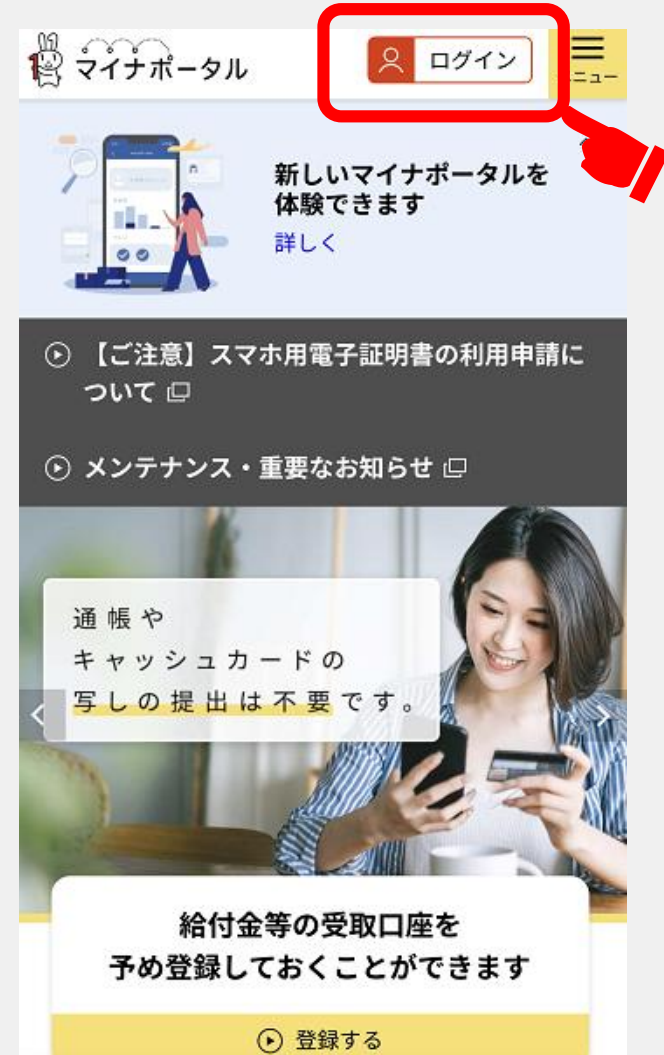 マイナポータル
ログイン
メニュー
新しいマイナポータルを
体験できます
詳しく
【ご注意】スマホ用電子証明書の利用申請に
ついて
メンテナンス・重要なお知らせ
通帳や
キャッシュカードの
写しの提出は不要です。
給付金等の受取口座を
予め登録しておくことができます
登録する